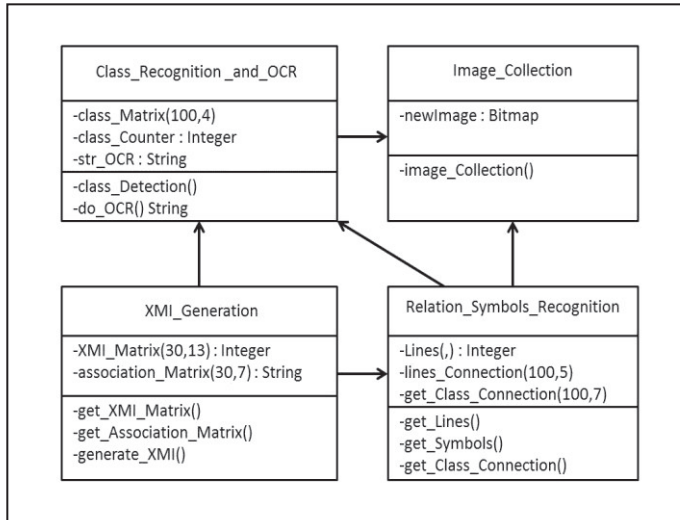 Class_Recognition _and_OCR
-class_Matrix(100,4)
-class_Counter : Integer
-str_OCR : String
-class_Detection()
-do_OCR() String
Image_Collection
-newImage : Bitmap
-image_Collection()
XMI_Generation
-XMI_Matrix(30,13) : Integer
-association_Matrix(30,7) : String
-get_XMI_Matrix()
-get_Association_Matrix()
-generate_XMI()
Relation_Symbols_Recognition
-Lines(,) : Integer
-lines_Connection(100,5)
-get_Class_Connection(100,7)
-get_Lines()
-get_Symbols()
-get_Class_Connection()